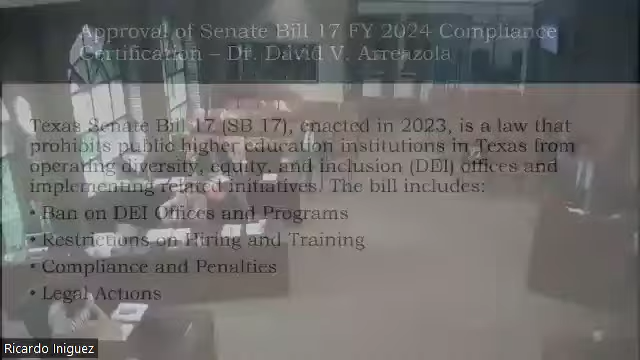 Approval of Senate Bill 17 FY 2024 Compliance
Certification – Dr. David V. Arreazola
Texas Senate Bill 17 (SB 17), enacted in 2023, is a law that
prohibits public higher education institutions in Texas from
operating diversity, equity, and inclusion (DEI) offices and
implementing related initiatives. The bill includes:
• Ban on DEI Offices and Programs
• Restrictions on Hiring and Training
• Compliance and Penalties
• Legal Actions
Ricardo Iniguez